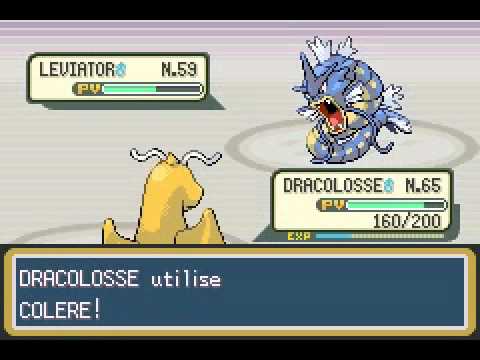 LEVIATOR♂ N.59
PV
DRACOLOSSE♂ N.65
PV
160/200
EXP
DRACOLOSSE utilise
COLERE!